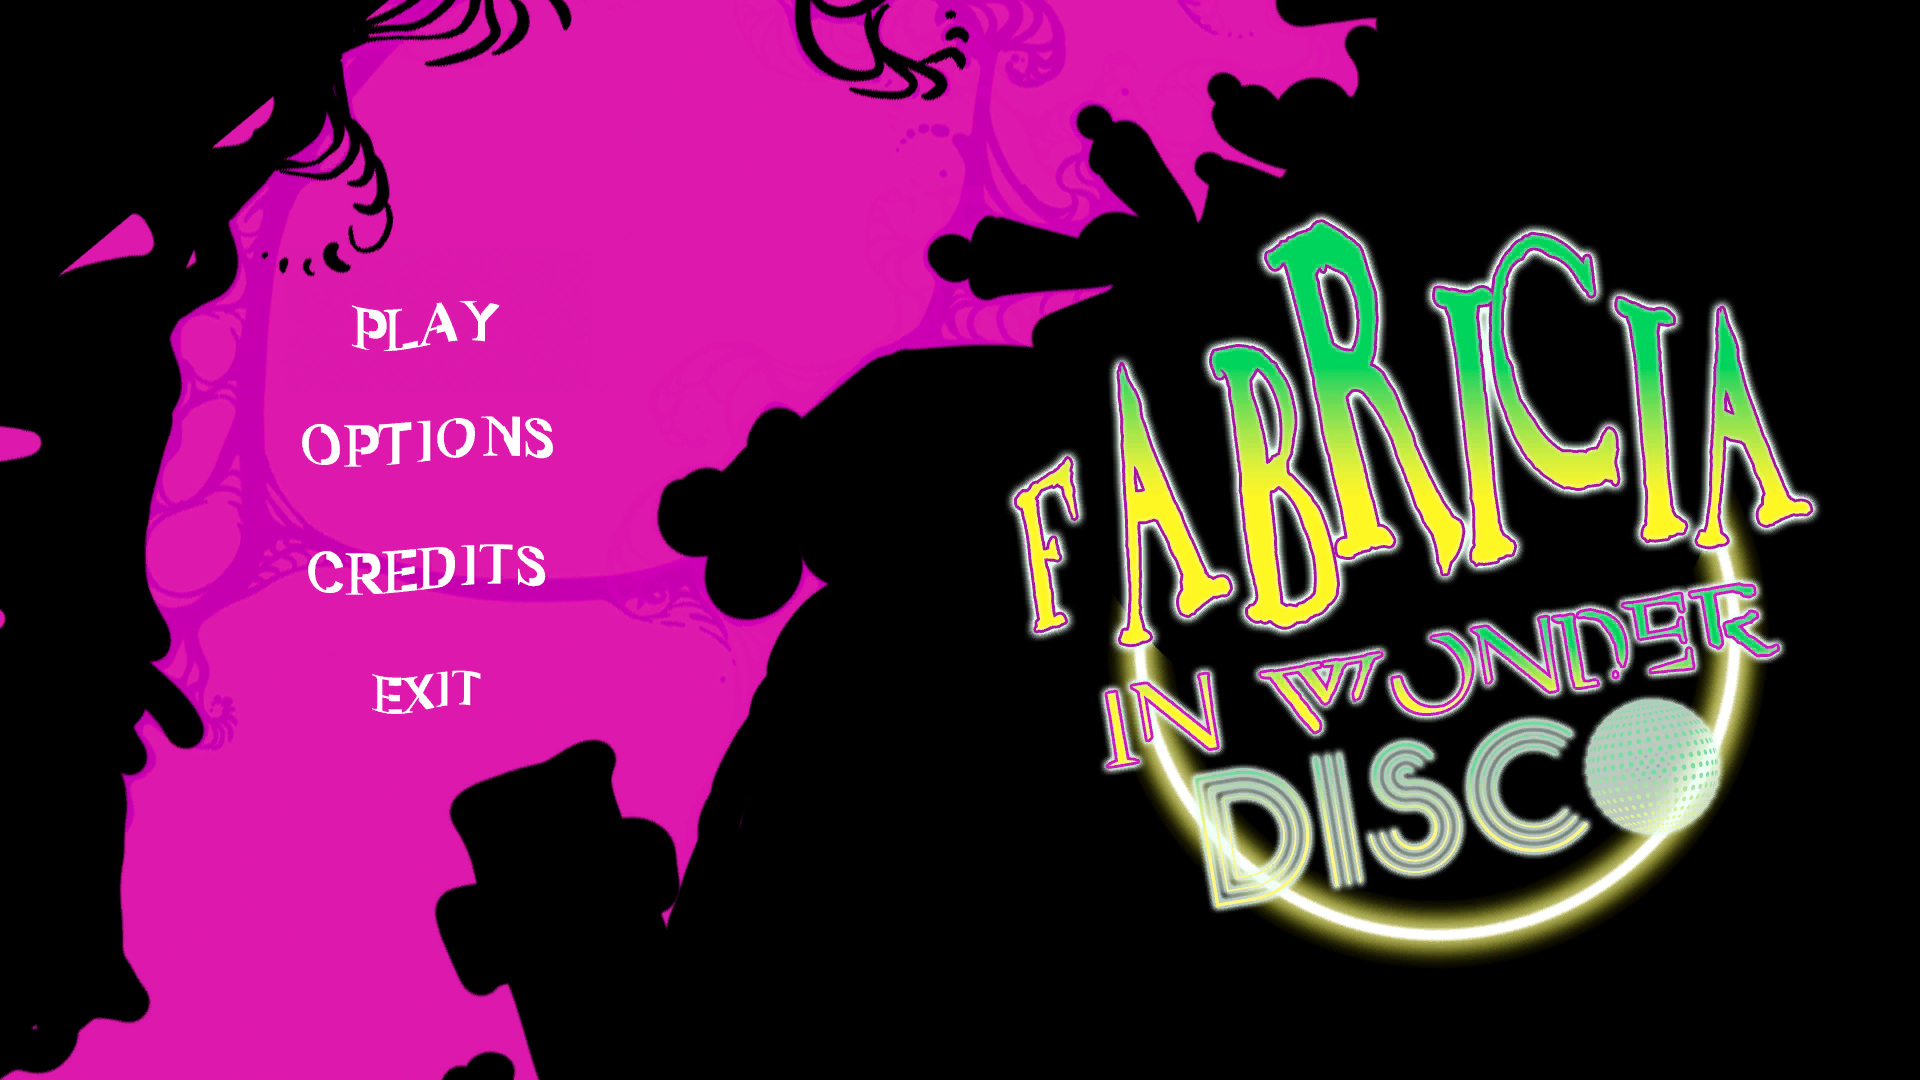 PLAY
OPTIONS
CREDITS
EXIT
FABRICIA
IN WONDER
DISCO